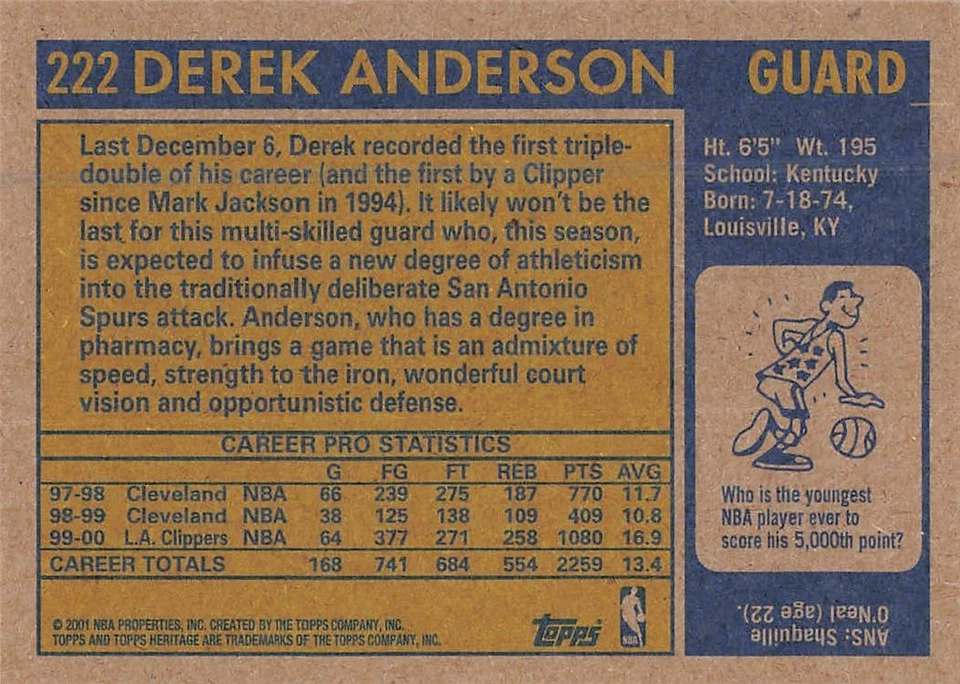 222 DEREK ANDERSON GUARD
Last December 6, Derek recorded the first triple-
double of his career (and the first by a Clipper
since Mark Jackson in 1994). It likely won't be the
last for this multi-skilled guard who, this season,
is expected to infuse a new degree of athleticism
into the traditionally deliberate San Antonio
Spurs attack. Anderson, who has a degree in
pharmacy, brings a game that is an admixture of
speed, strength to the iron, wonderful court
vision and opportunistic defense.
CAREER PRO STATISTICS
G FG FT REB PTS AVG
97-98 Cleveland NBA 66 239 275 187 770 11.7
98-99 Cleveland NBA 38 125 138 109 409 10.8
99-00 L.A. Clippers NBA 64 377 271 258 1080 16.9
CAREER TOTALS 168 741 684 554 2259 13.4
© 2001 NBA PROPERTIES, INC. CREATED BY THE TOPPS COMPANY, INC.
TOPPS AND TOPPS HERITAGE ARE TRADEMARKS OF THE TOPPS COMPANY, INC.
Topps
NBA
Ht. 6'5" Wt. 195
School: Kentucky
Born: 7-18-74,
Louisville, KY
Who is the youngest
NBA player ever to
score his 5,000th point?
ANS: Shaquille
O'Neal (age 22).